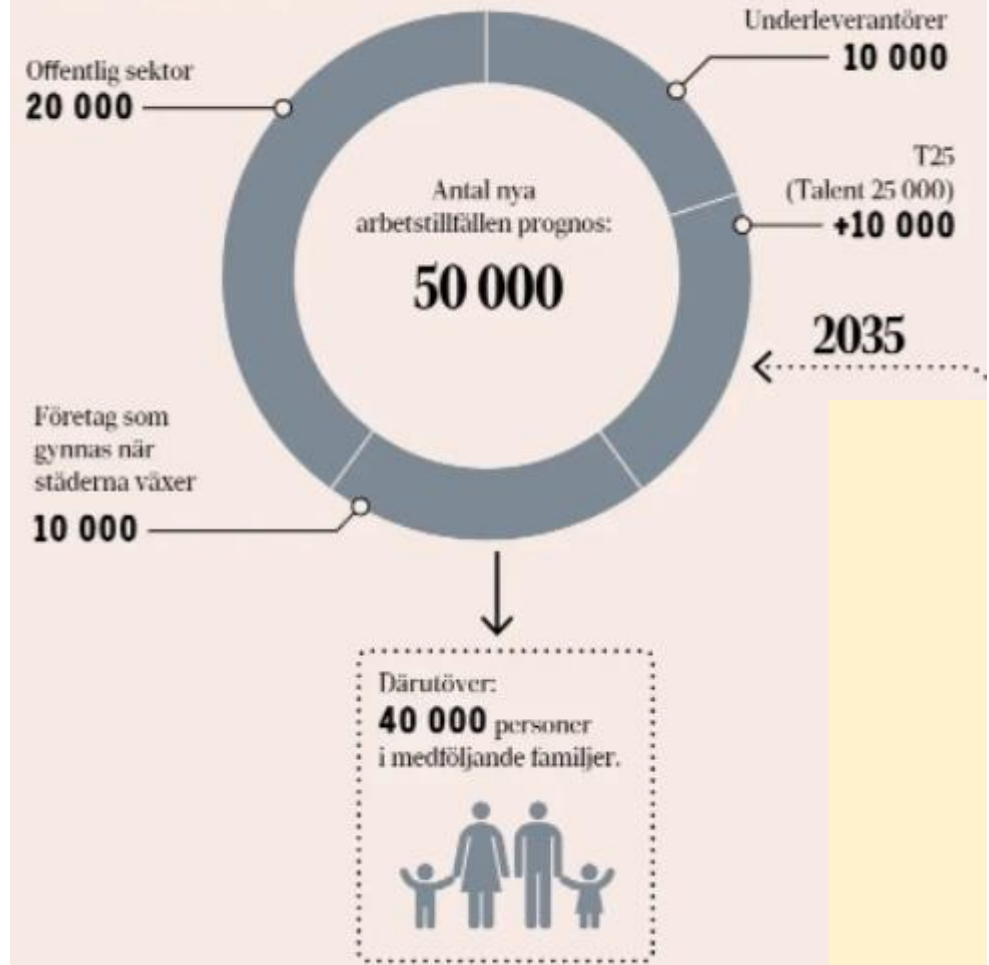 Underleverantörer
10 000
Offentlig sektor
20 000
T25
(Talent 25 000)
+10 000
Antal nya
arbetstillfällen prognos:
50 000
2035
Företag som
gynnas när
städerna växer
10 000
Därutöver:
40 000 personer
i medföljande familjer.